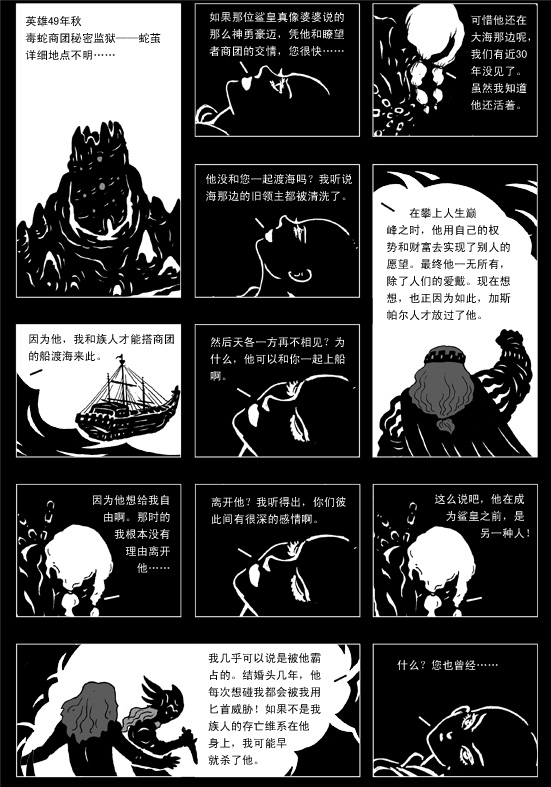 英雄49年秋
毒蛇商团秘密监狱——蛇茧
详细地点不明……
如果那位鲨皇真像婆婆说的
那么神勇豪迈，凭他和瞭望
者商团的交情，您很快……
可惜他还在
大海那边呢，
我们有近30
年没见了。
虽然我知道
他还活着。
他没和您一起渡海吗？我听说
海那边的旧领主都被清洗了。
在攀上人生巅
峰之时，他用自己的权
势和财富去实现了别人的
愿望。最终他一无所有，
除了人们的爱戴。现在想
想，也正因为如此，加斯
帕尔人才放过了他。
因为他，我和族人才能搭商团
的船渡海来此。
然后天各一方再不相见？为
什么，他可以和你一起上船
啊。
因为他想给我自
由啊。那时的
我根本没有
理由离开
他……
离开他？我听得出，你们彼
此间有很深的感情啊。
这么说吧，他在成
为鲨皇之前，是
另一种人！
我几乎可以说是被他霸
占的。结婚头几年，他
每次想碰我都会被我用
匕首威胁！如果不是我
族人的存亡维系在他
身上，我可能早
就杀了他。
什么？您也曾经……